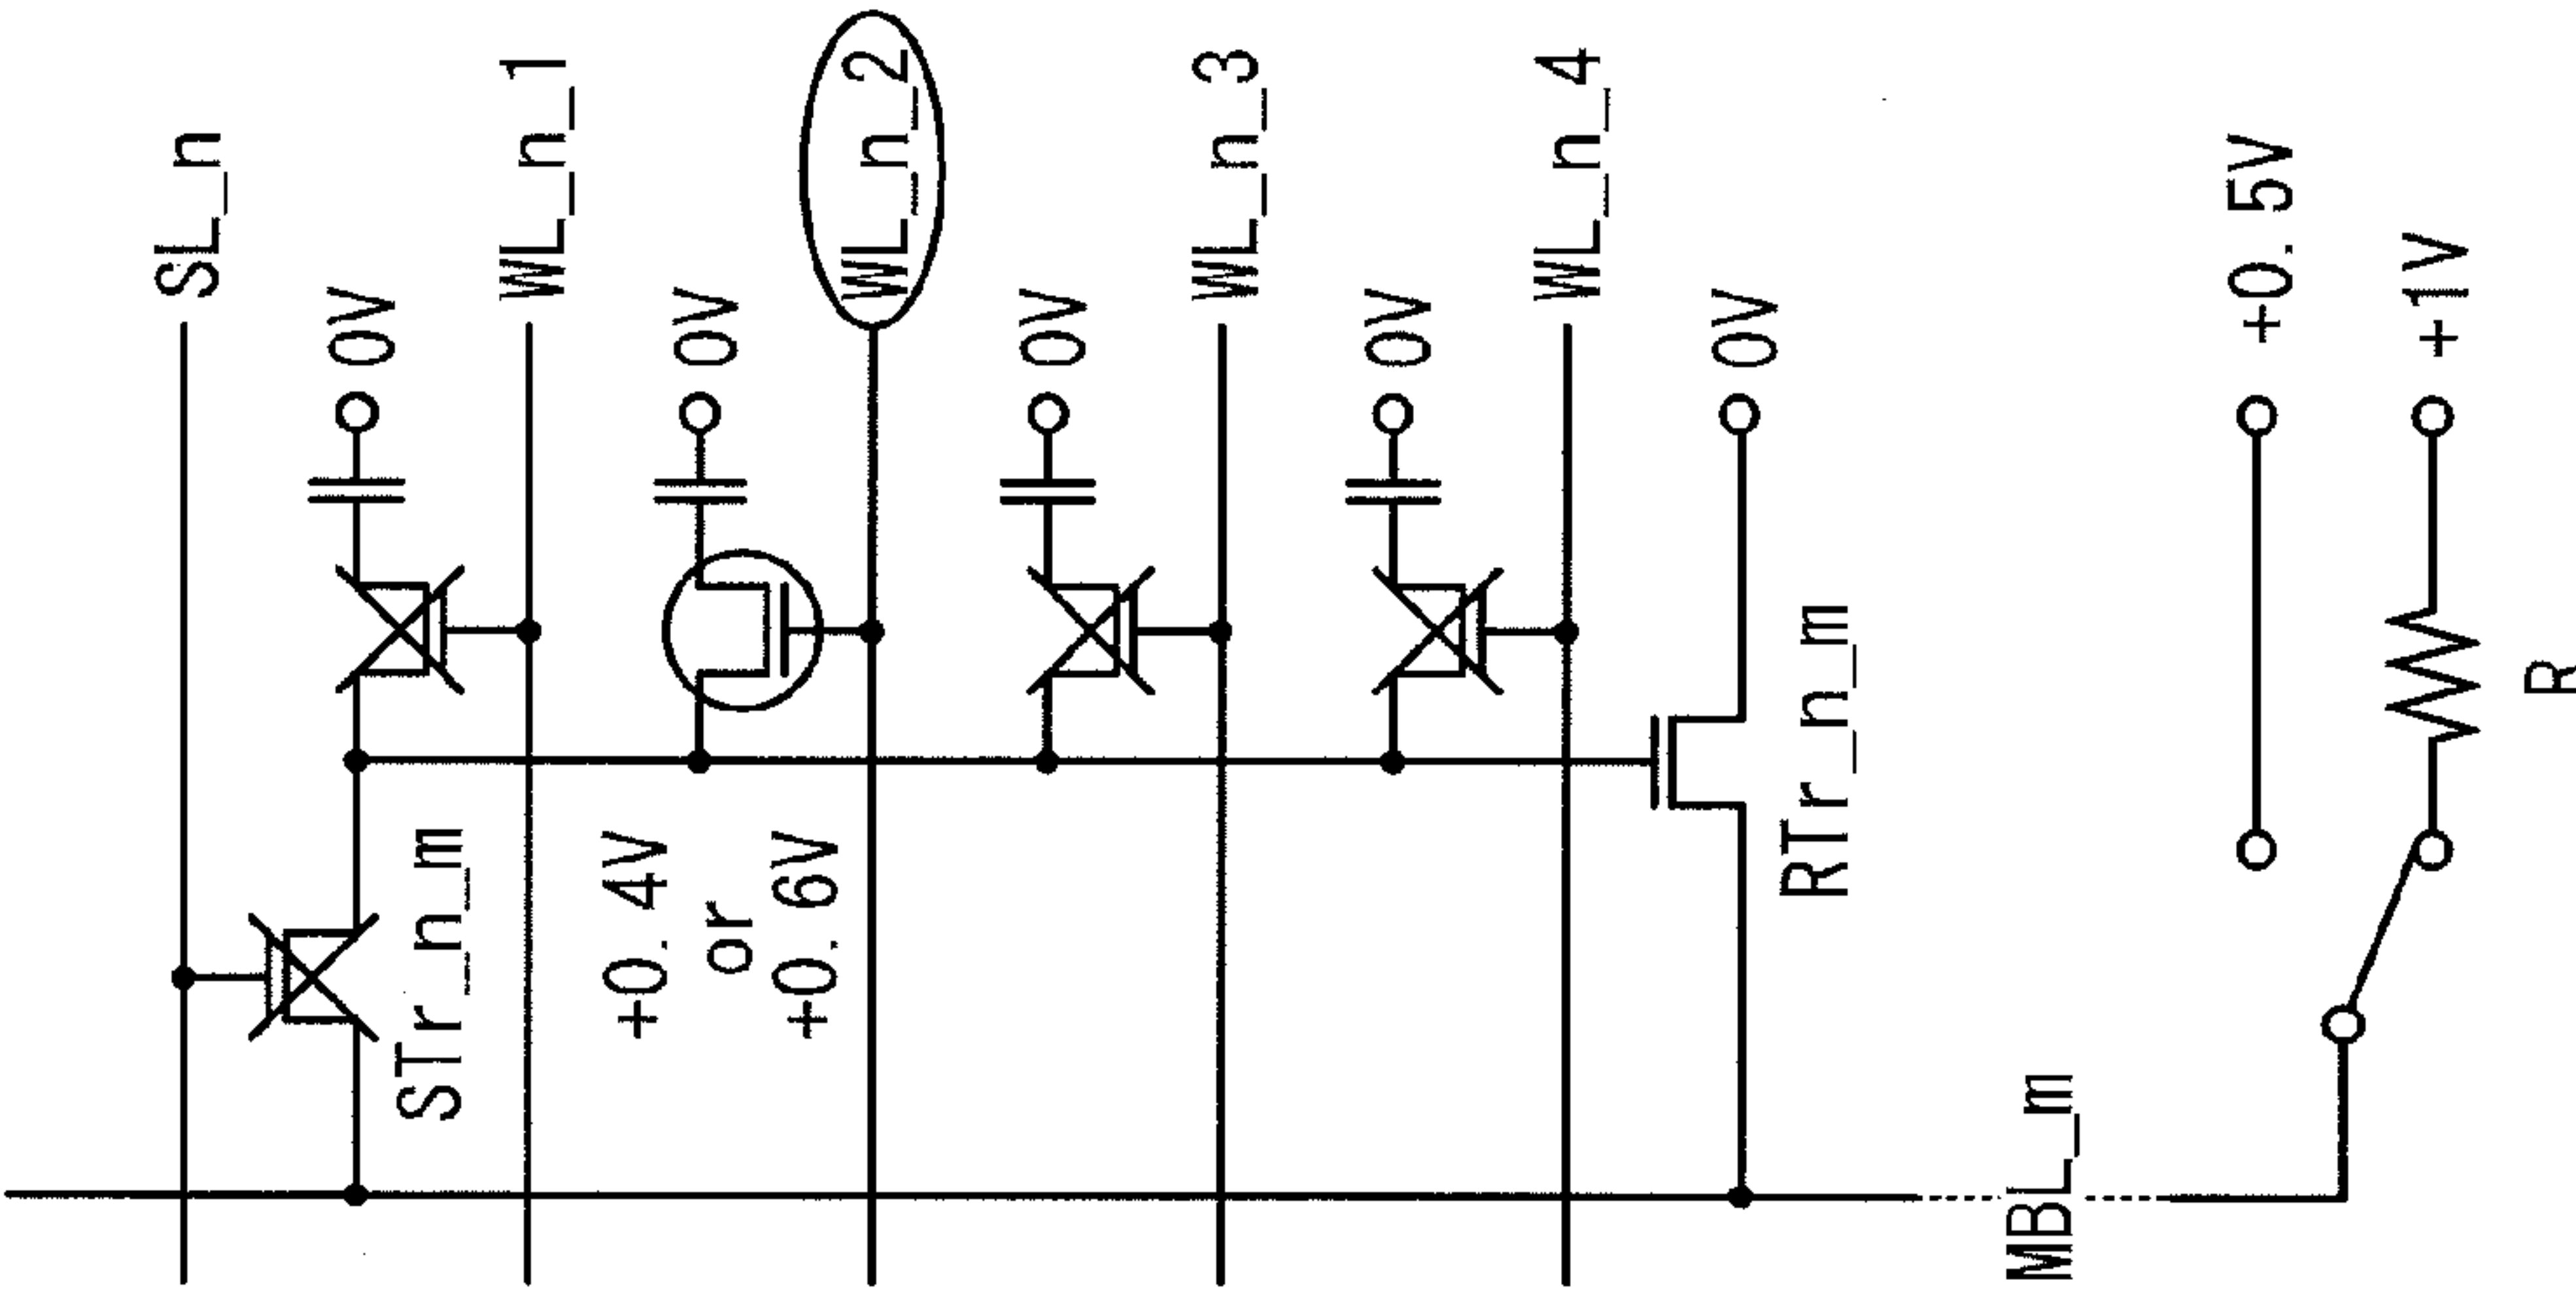 SL_n
0V
WL_n_1
0V
WL_n_2
0V
WL_n_3
0V
WL_n_4
0V
STr_n_m
+0.4V
or
+0.6V
RTr_n_m
MBL_m
+0.5V
+1V
R